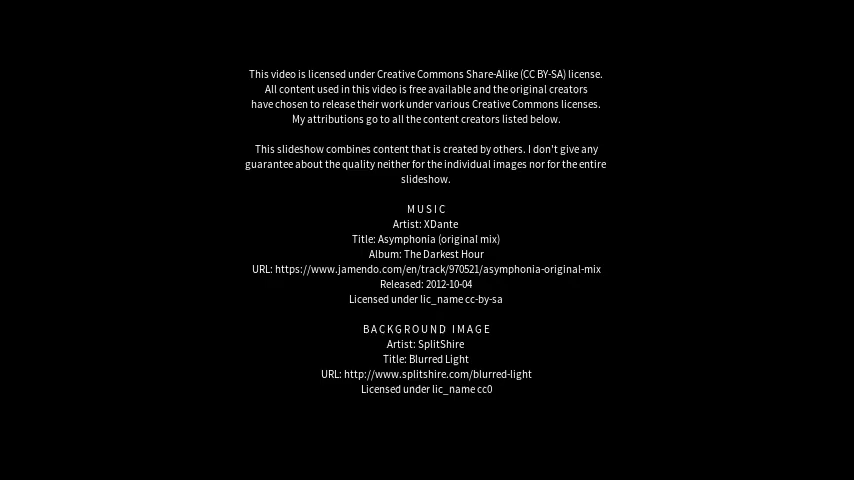 This video is licensed under Creative Commons Share-Alike (CC BY-SA) license.
All content used in this video is free available and the original creators
have chosen to release their work under various Creative Commons licenses.
My attributions go to all the content creators listed below.
This slideshow combines content that is created by others. I don't give any
guarantee about the quality neither for the individual images nor for the entire
slideshow.
MUSIC
Artist: XDante
Title: Asymphonia (original mix)
Album: The Darkest Hour
URL: https://www.jamendo.com/en/track/970521/asymphonia-original-mix
Released: 2012-10-04
Licensed under lic_name cc-by-sa
BACKGROUND IMAGE
Artist: SplitShire
Title: Blurred Light
URL: http://www.splitshire.com/blurred-light
Licensed under lic_name cc0